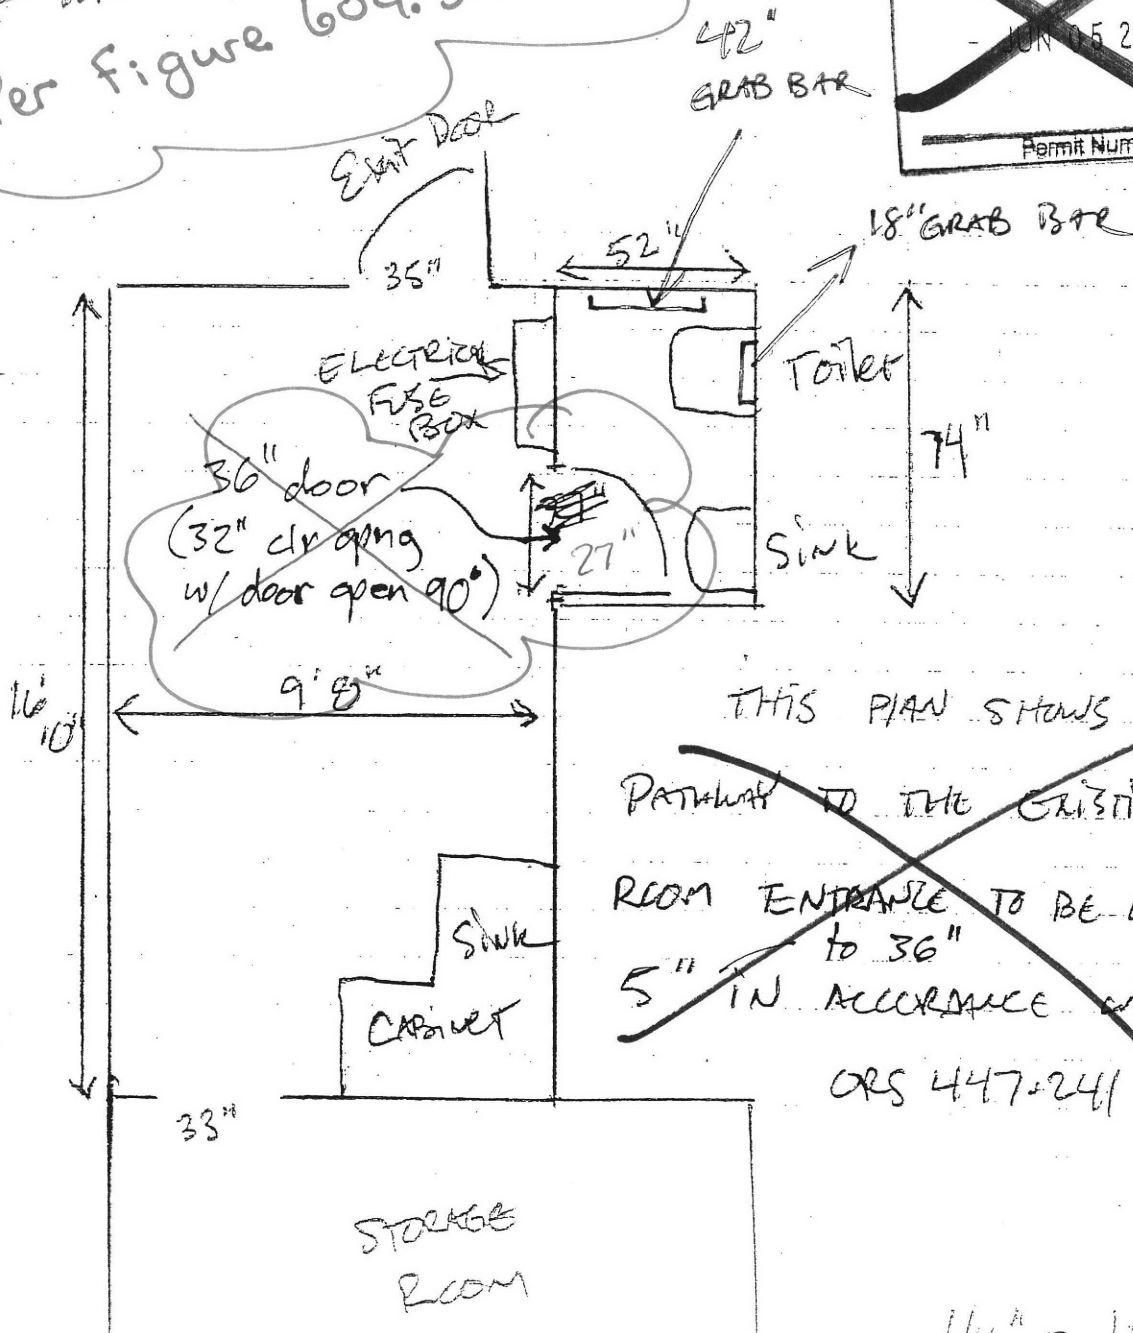 Per Figure 604.
42"
GRAB BAR
JUN 05 2
Permit Num
Exit Door
18" GRAB BAR
52"
35"
ELECTRICAL
FUSE
BOX
Toilet
74"
36" door
(32" clr opng
w/ door open 90°)
27"
Sink
16'
10"
9' 8"
THIS PLAN SHOWS
PATHWAY TO THE EXISTI
ROOM ENTRANCE TO BE
to 36"
5" IN ACCORDANCE
ORS 447.241
Sink
CABINET
33"
STORAGE
ROOM